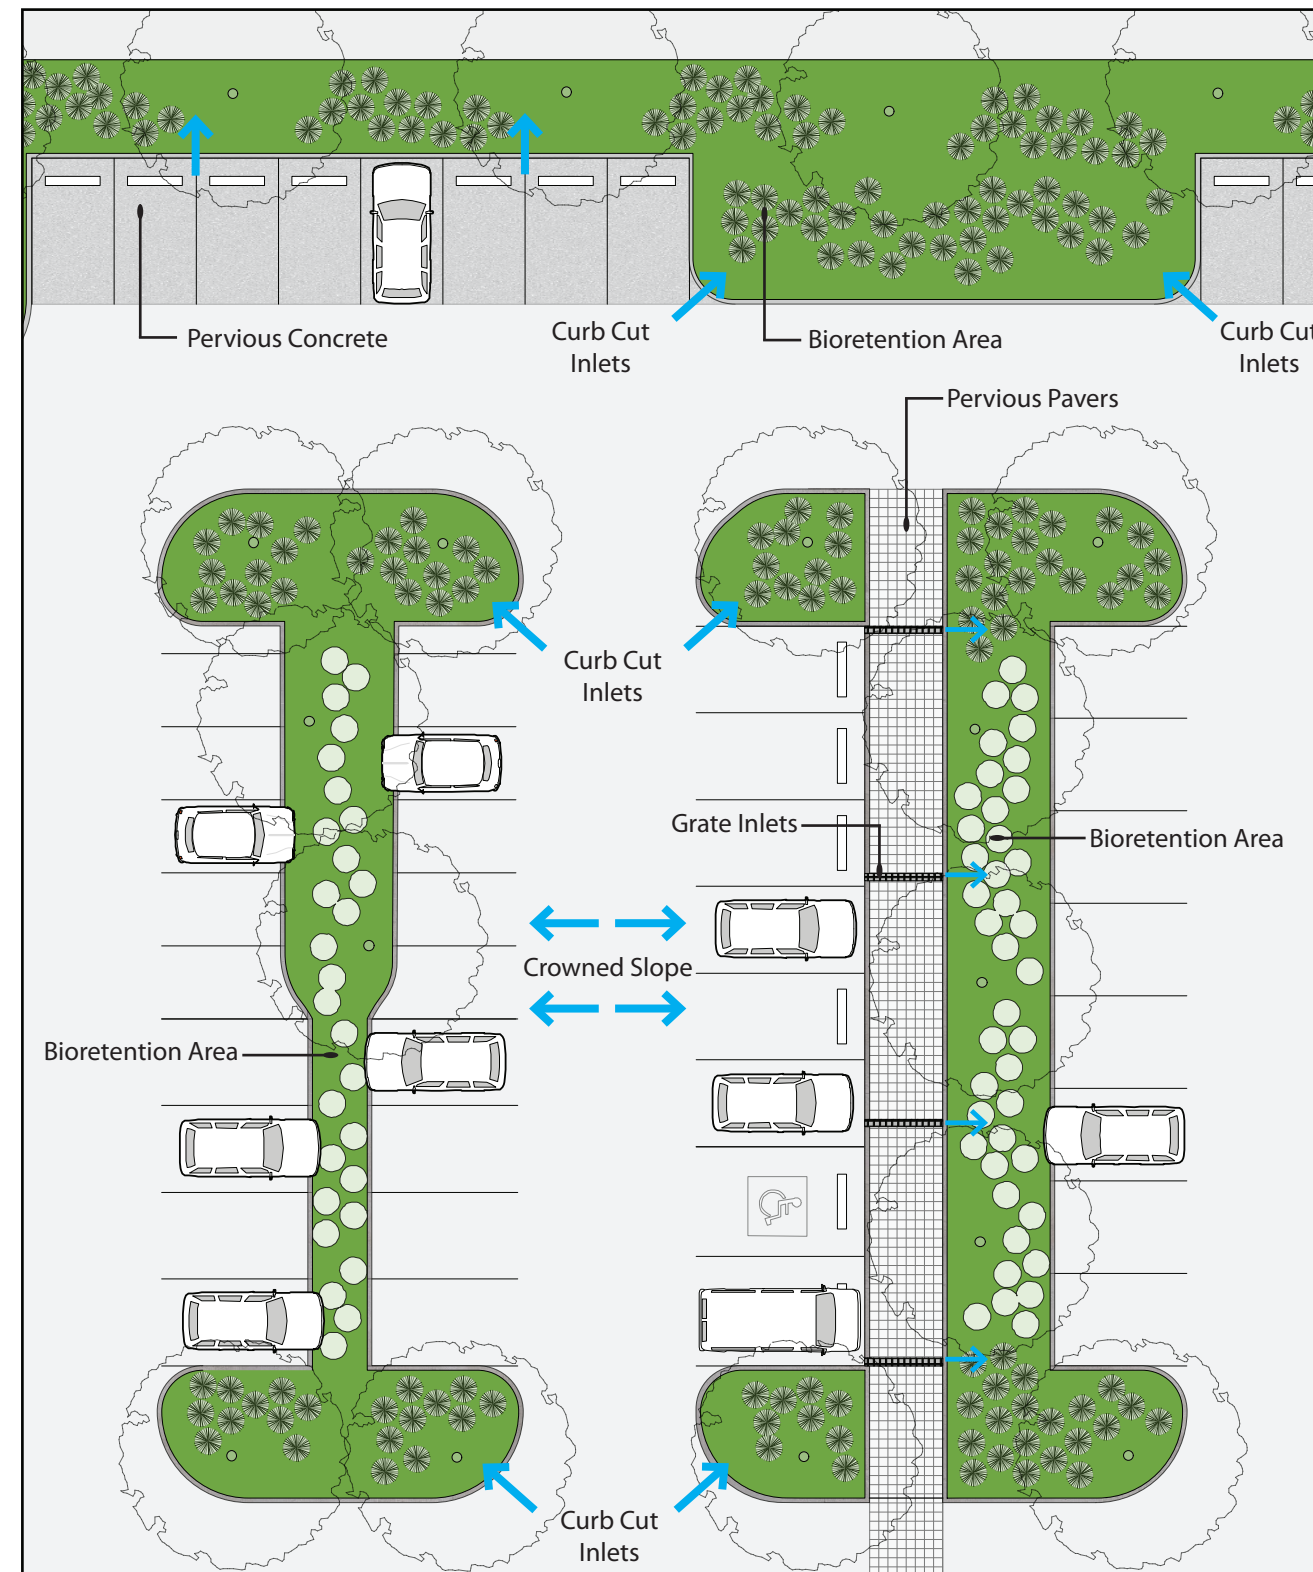 Pervious Concrete
Curb Cut
Inlets
Bioretention Area
Curb Cut
Inlets
Pervious Pavers
Curb Cut
Inlets
Grate Inlets
Bioretention Area
Crowned Slope
Bioretention Area
Curb Cut
Inlets